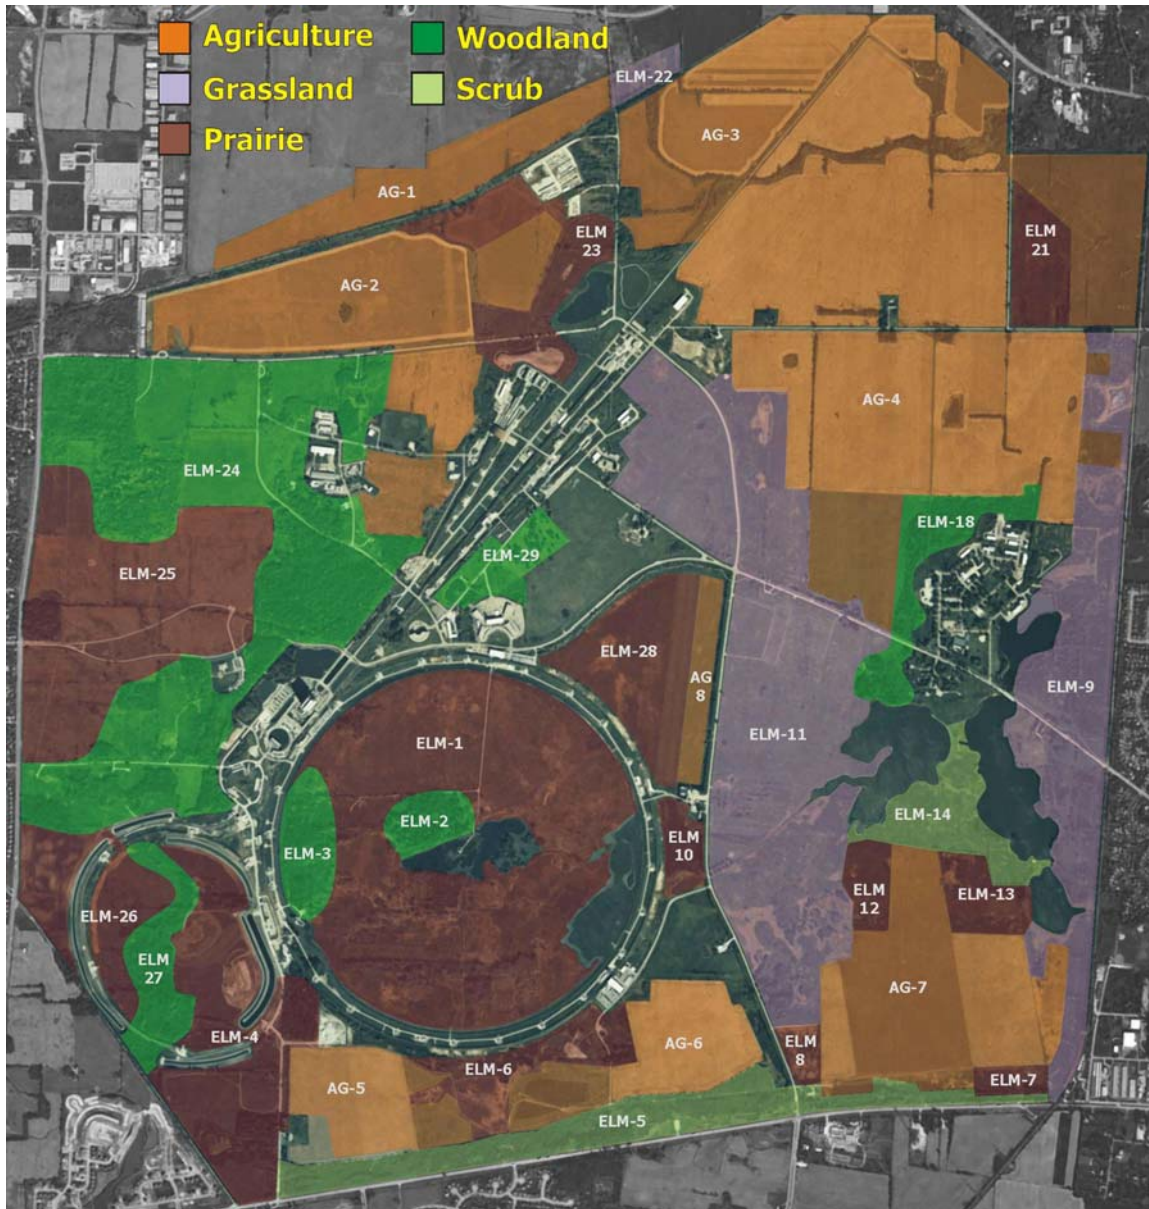 Agriculture
Woodland
Grassland
Scrub
Prairie
ELM-22
AG-3
AG-1
ELM
23
ELM
21
AG-2
AG-4
ELM-24
ELM-18
ELM-29
ELM-25
ELM-28
AG
8
ELM-9
ELM-1
ELM-11
ELM-2
ELM-14
ELM-3
ELM
10
ELM
12
ELM-13
ELM-26
ELM
27
AG-7
ELM-4
AG-6
ELM
8
ELM-6
ELM-7
AG-5
ELM-5